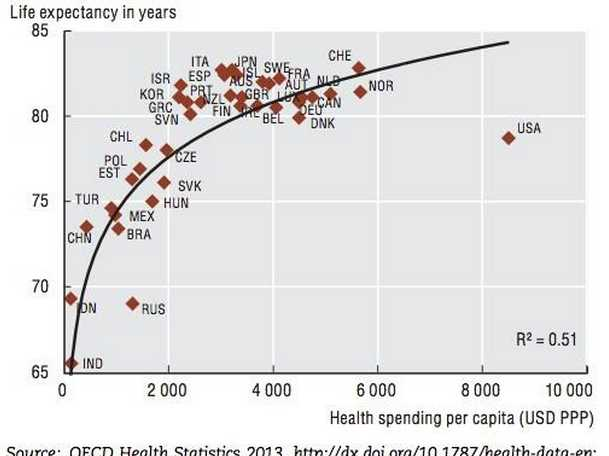 Life expectancy in years
85
CHE
ITA
JPN
ISL
SWE
FRA
ISR
ESP
AUS
AUT
NLD
NOR
KOR
PRT
NZL
GBR
LUX
CAN
GRC
FIN
IRL
DEU
80
SVN
BEL
DNK
USA
CHL
CZE
POL
EST
SVK
75
TUR
HUN
MEX
CHN
BRA
70
IDN
RUS
R² = 0.51
IND
65
0 2 000 4 000 6 000 8 000 10 000
Health spending per capita (USD PPP)
Source: OECD Health Statistics 2013, http://dx.doi.org/10.1787/health-data-en;